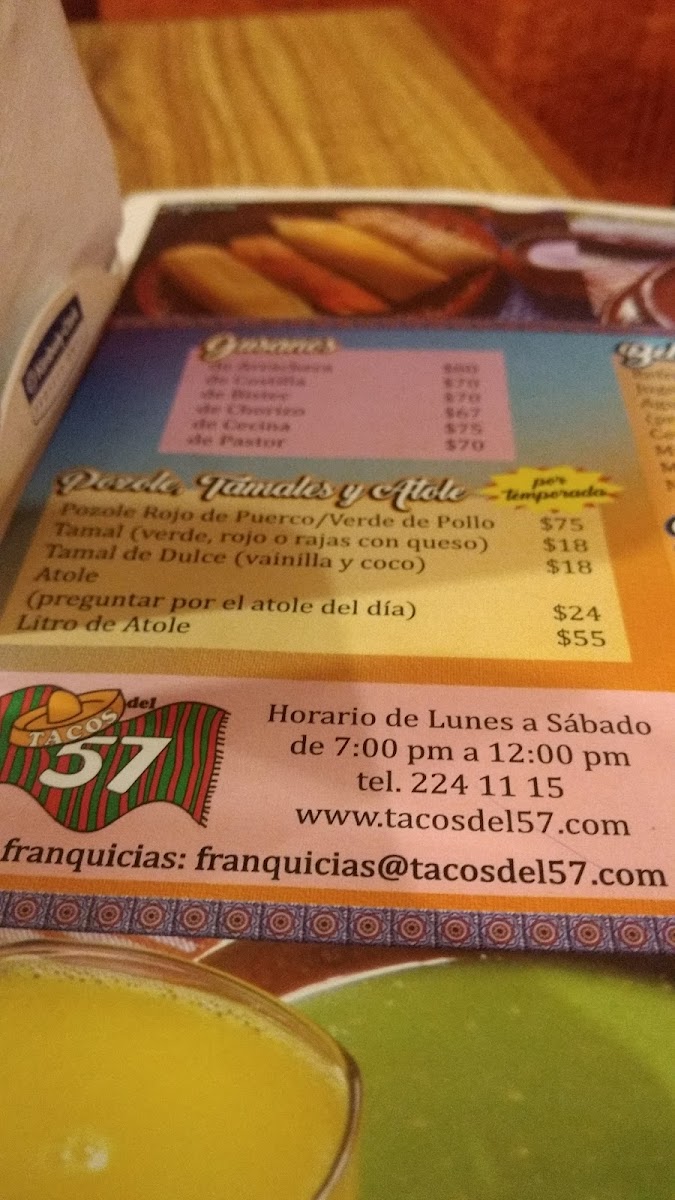 Gusanos
de Arrachera $80
de Costilla $70
de Bistec $70
de Chorizo $67
de Cecina $75
de Pastor $70
Pozole, Támales y Atole
por
temporada
Pozole Rojo de Puerco/Verde de Pollo $75
Tamal (verde, rojo o rajas con queso) $18
Tamal de Dulce (vainilla y coco) $18
Atole
(preguntar por el atole del día) $24
Litro de Atole $55
del
TACOS
57
Horario de Lunes a Sábado
de 7:00 pm a 12:00 pm
tel. 224 11 15
www.tacosdel57.com
franquicias: franquicias@tacosdel57.com